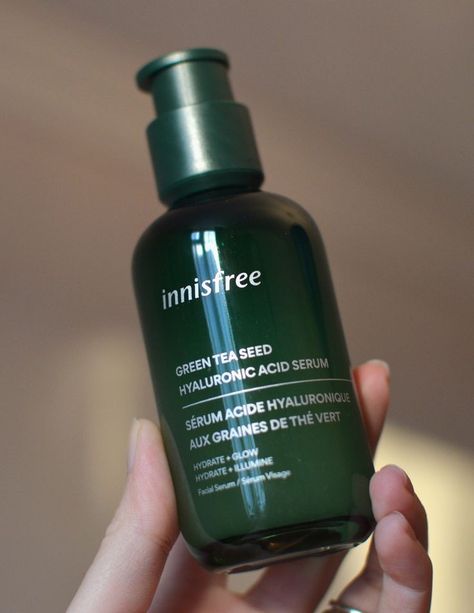 innisfree
GREEN TEA SEED
HYALURONIC ACID SERUM
SÉRUM ACIDE HYALURONIQUE
AUX GRAINES DE THÉ VERT
HYDRATE + GLOW
HYDRATE + ILLUMINE
Facial Serum / Sérum Visage